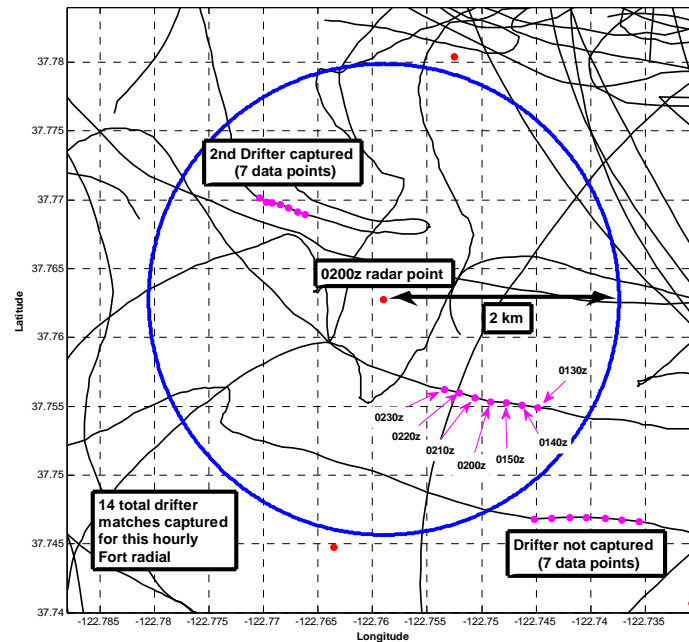 37.78
37.775
37.77
37.765
37.76
37.755
37.75
37.745
37.74
Latitude
2nd Drifter captured
(7 data points)
0200z radar point
2 km
0130z
0230z
0220z
0140z
0210z
0200z
0150z
14 total drifter
matches captured
for this hourly
Fort radial
Drifter not captured
(7 data points)
-122.785 -122.78 -122.775 -122.77 -122.765 -122.76 -122.755 -122.75 -122.745 -122.74 -122.735
Longitude